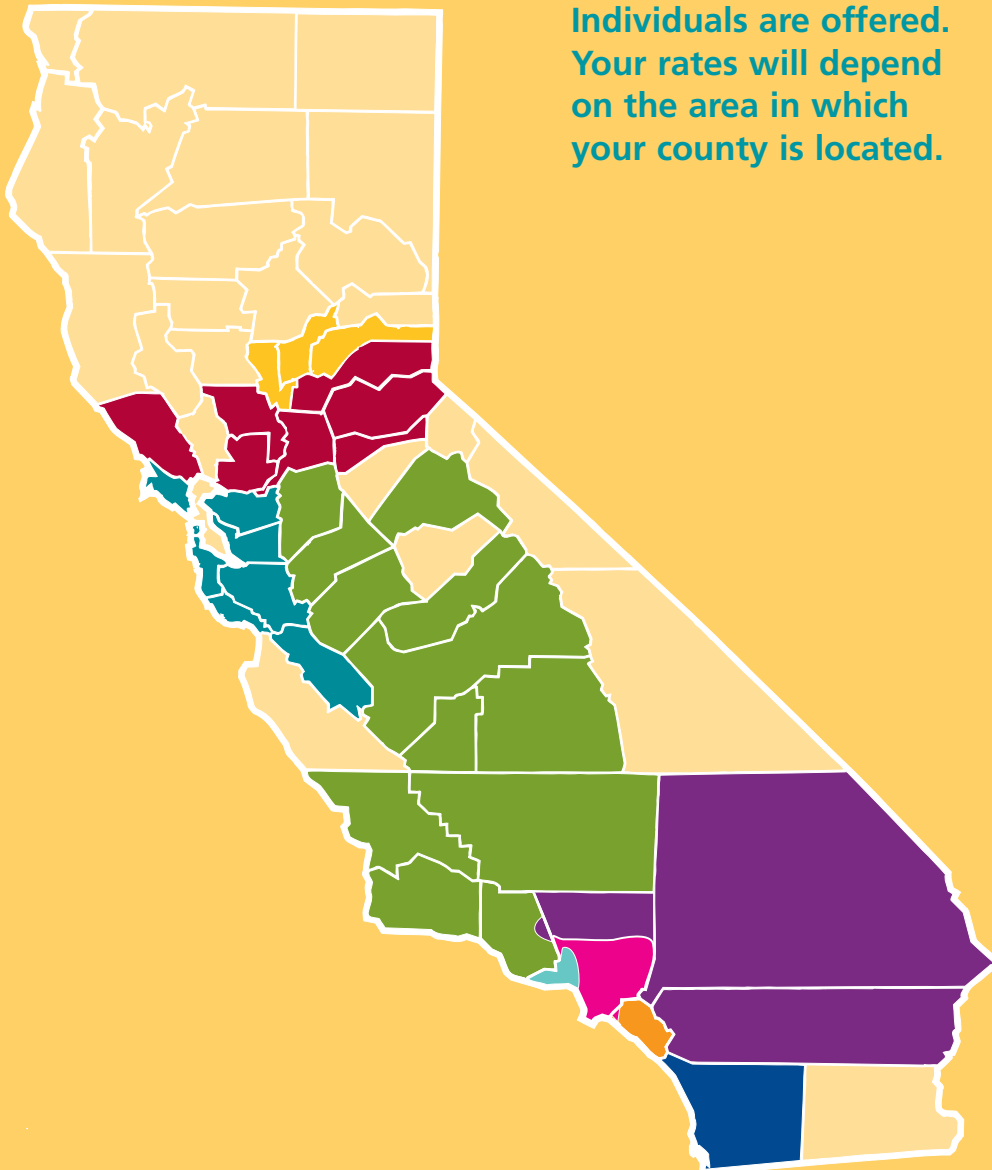 Individuals are offered.
Your rates will depend
on the area in which
your county is located.